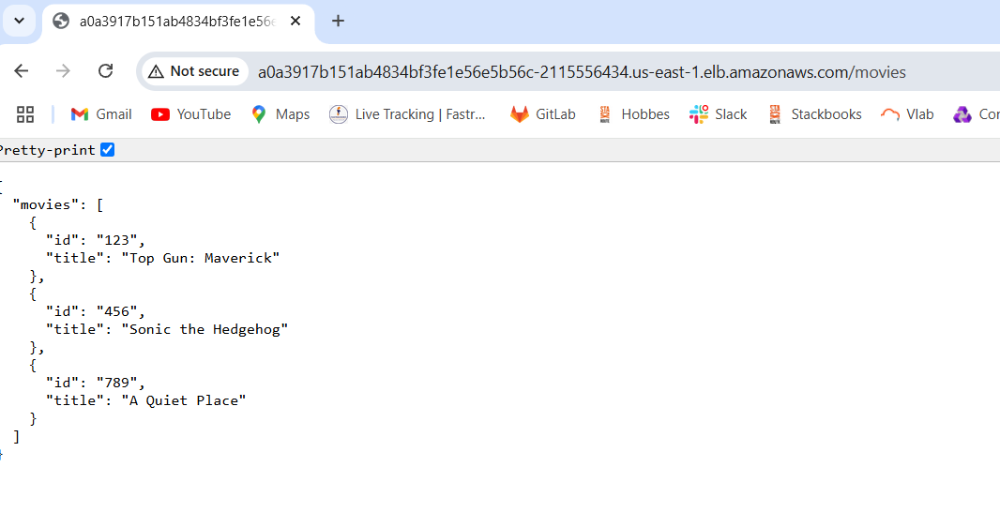 a0a3917b151ab4834bf3fe1e56e
Not secure a0a3917b151ab4834bf3fe1e56e5b56c-2115556434.us-east-1.elb.amazonaws.com/movies
Gmail YouTube Maps Live Tracking | Fastr... GitLab Hobbes Slack Stackbooks Vlab Cor
Pretty-print
{
"movies": [
{
"id": "123",
"title": "Top Gun: Maverick"
},
{
"id": "456",
"title": "Sonic the Hedgehog"
},
{
"id": "789",
"title": "A Quiet Place"
}
]
}